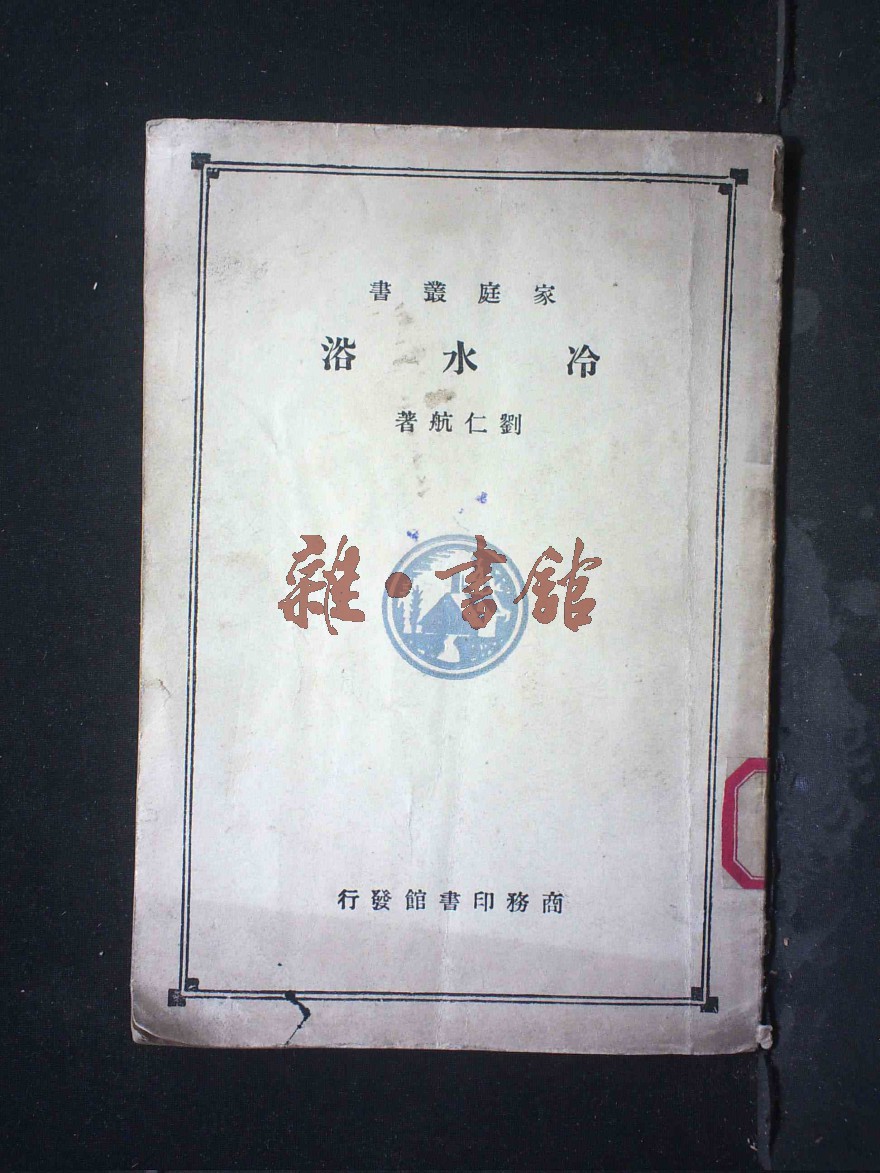 家庭叢書
冷水浴
劉仁航著
雜·書館
商務印書館發行